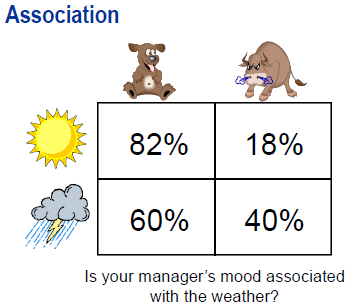 Association
82% 18%
60% 40%
Is your manager's mood associated
with the weather?